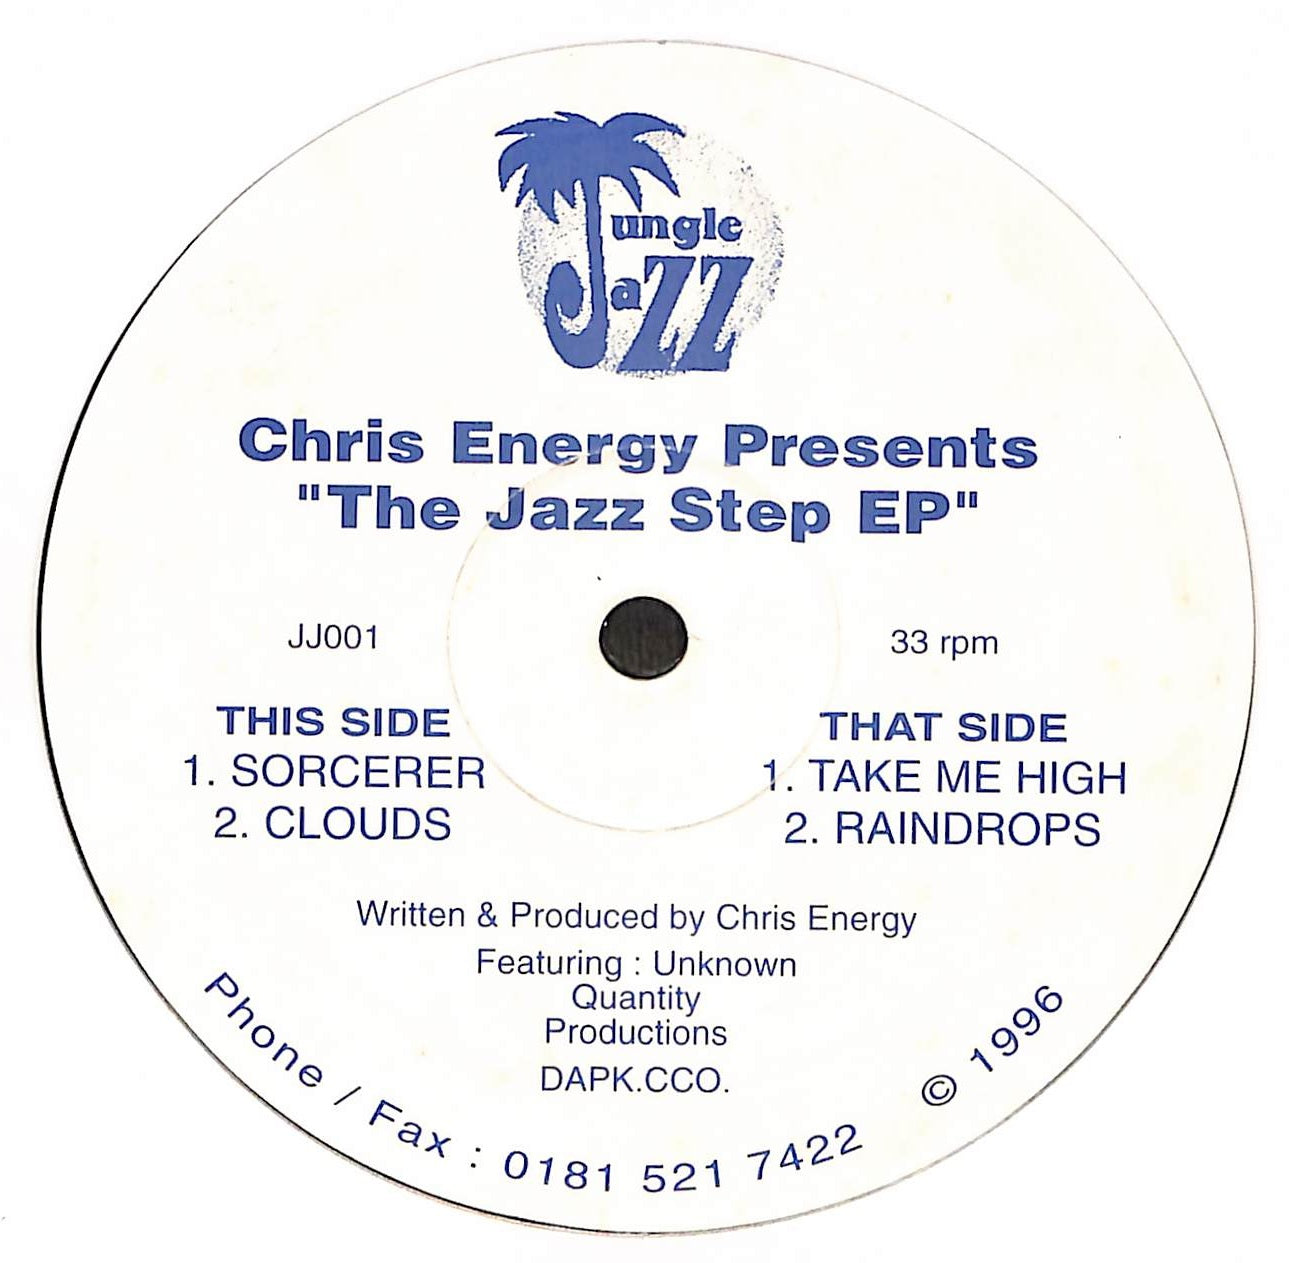 Jungle
Jazz
Chris Energy Presents
"The Jazz Step EP"
JJ001
33 rpm
THIS SIDE
1. SORCERER
2. CLOUDS
THAT SIDE
1. TAKE ME HIGH
2. RAINDROPS
Written & Produced by Chris Energy
Featuring : Unknown
Quantity
Productions
DAPK.CCO.
Phone / Fax : 0181 521 7422 © 1996